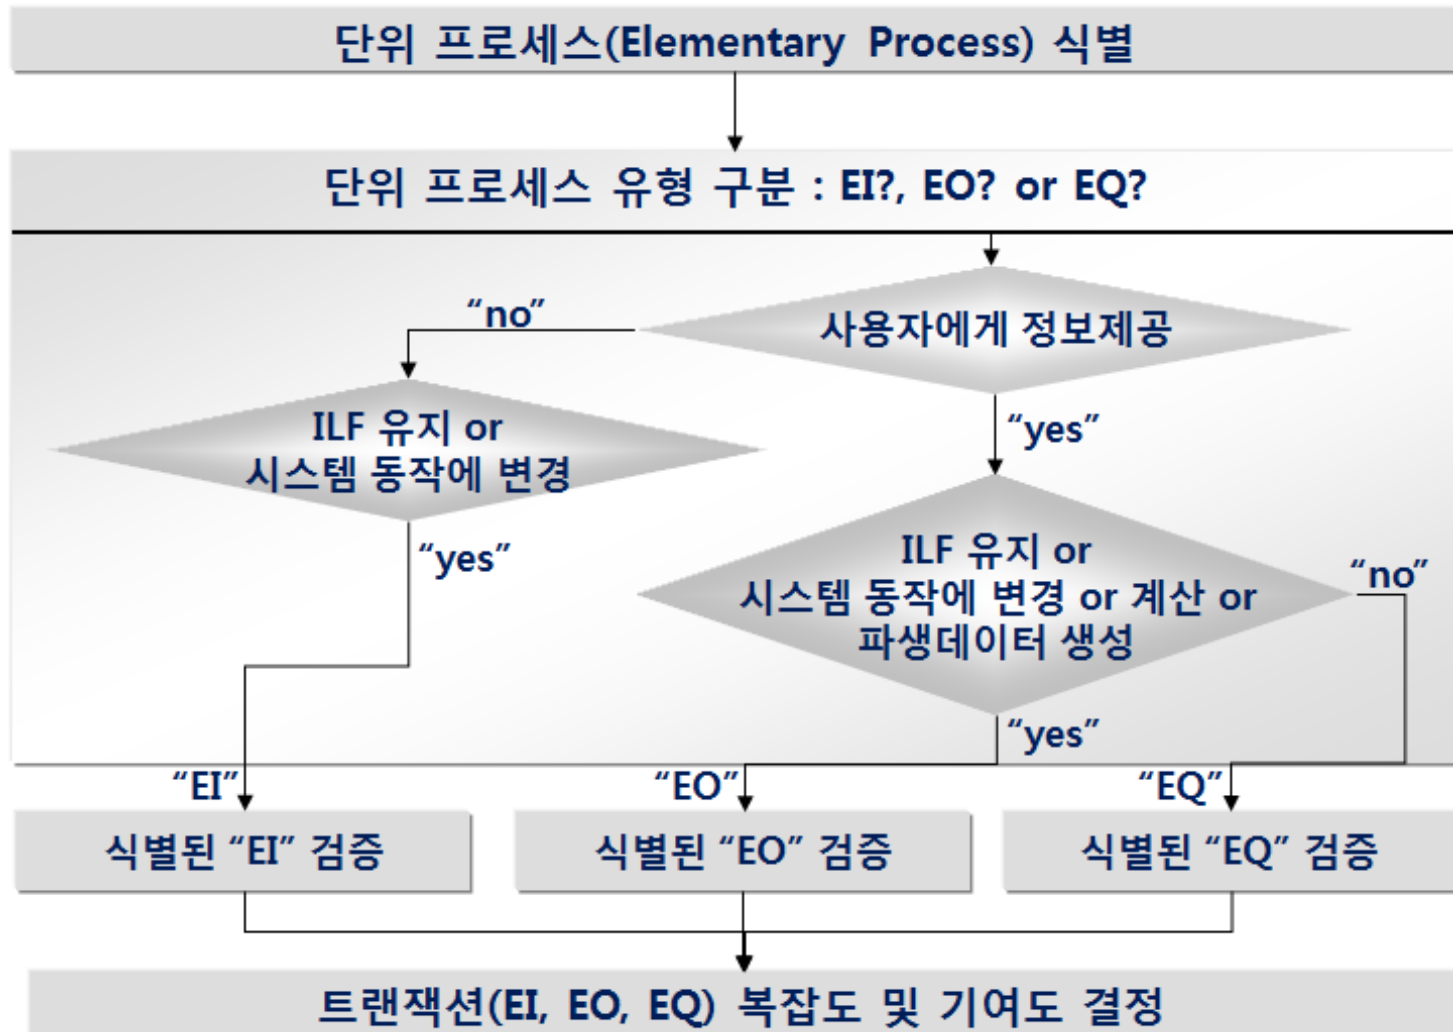 단위 프로세스(Elementary Process) 식별
단위 프로세스 유형 구분 : EI?, EO? or EQ?
사용자에게 정보제공
“no”
ILF 유지 or
시스템 동작에 변경
“yes”
“yes”
ILF 유지 or
시스템 동작에 변경 or 계산 or
파생데이터 생성
“no”
“yes”
“EI”
“EO”
“EQ”
식별된 “EI” 검증
식별된 “EO” 검증
식별된 “EQ” 검증
트랜잭션(EI, EO, EQ) 복잡도 및 기여도 결정